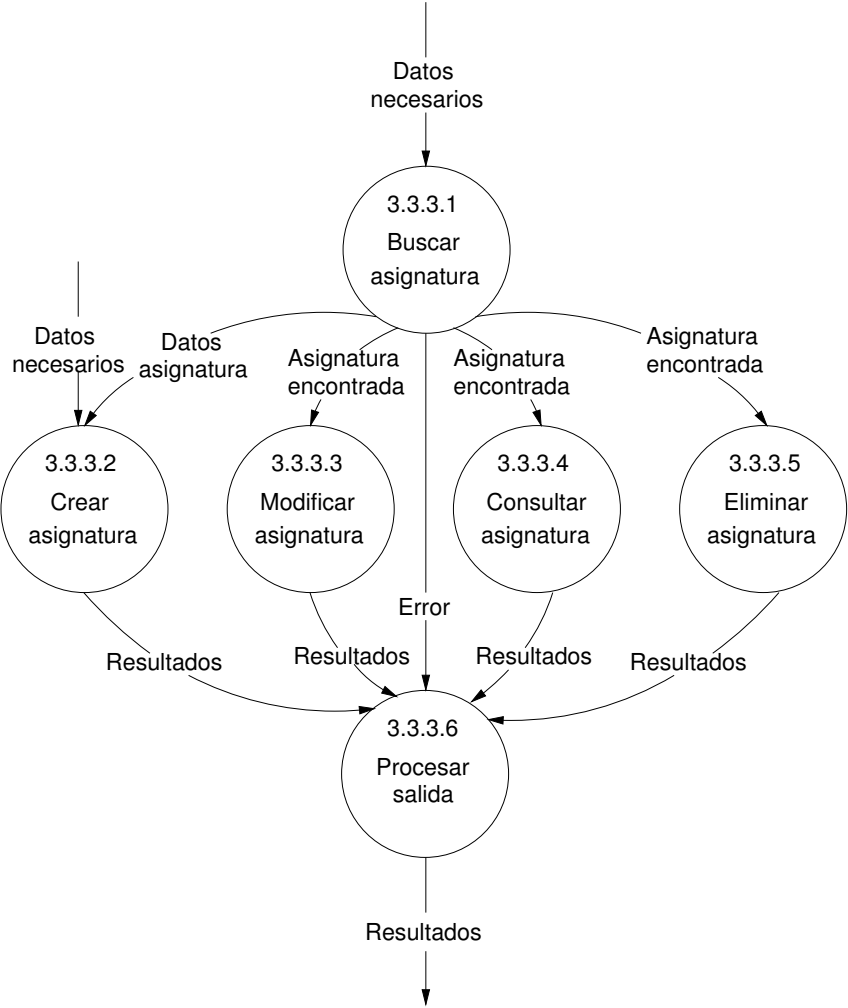 Datos
necesarios
3.3.3.1
Buscar
asignatura
Datos
necesarios
Datos
asignatura
Asignatura
encontrada
Asignatura
encontrada
Asignatura
encontrada
3.3.3.2
Crear
asignatura
3.3.3.3
Modificar
asignatura
3.3.3.4
Consultar
asignatura
3.3.3.5
Eliminar
asignatura
Error
Resultados
Resultados
Resultados
Resultados
3.3.3.6
Procesar
salida
Resultados